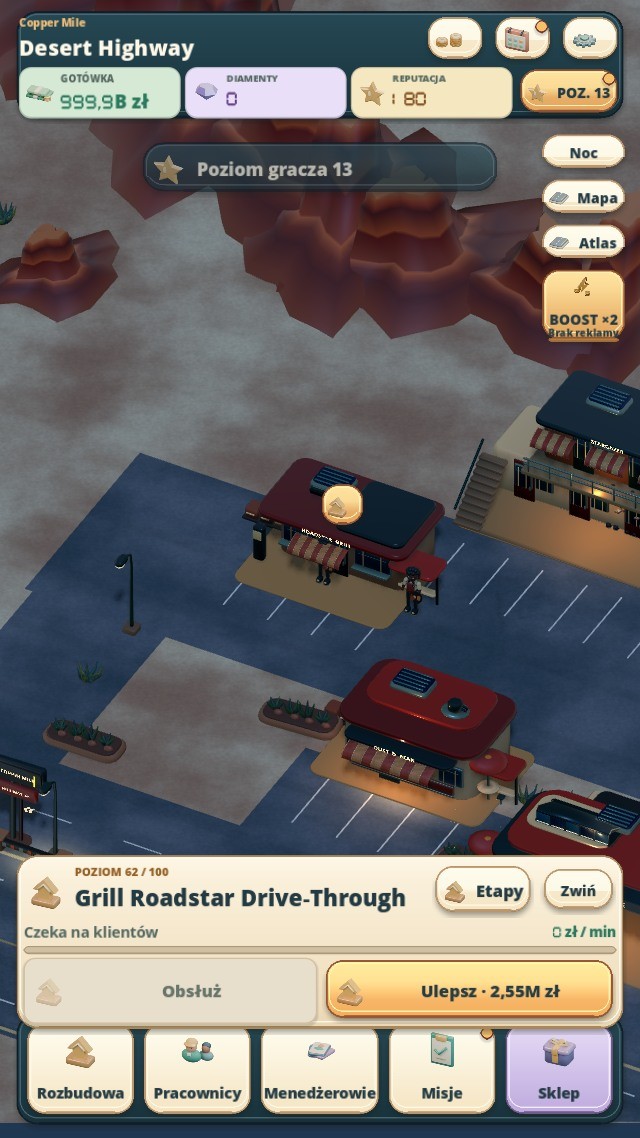 Copper Mile
Desert Highway
GOTÓWKA
999,9B zł
DIAMENTY
0
REPUTACJA
180
POZ. 13
Poziom gracza 13
Noc
Mapa
Atlas
BOOST ×2
Brak reklamy
ROADSTAR GRILL
POZIOM 62 / 100
Grill Roadstar Drive-Through
Etapy
Zwiń
Czeka na klientów
0 zł / min
Obsłuż
Ulepsz · 2,55M zł
Rozbudowa
Pracownicy
Menedżerowie
Misje
Sklep